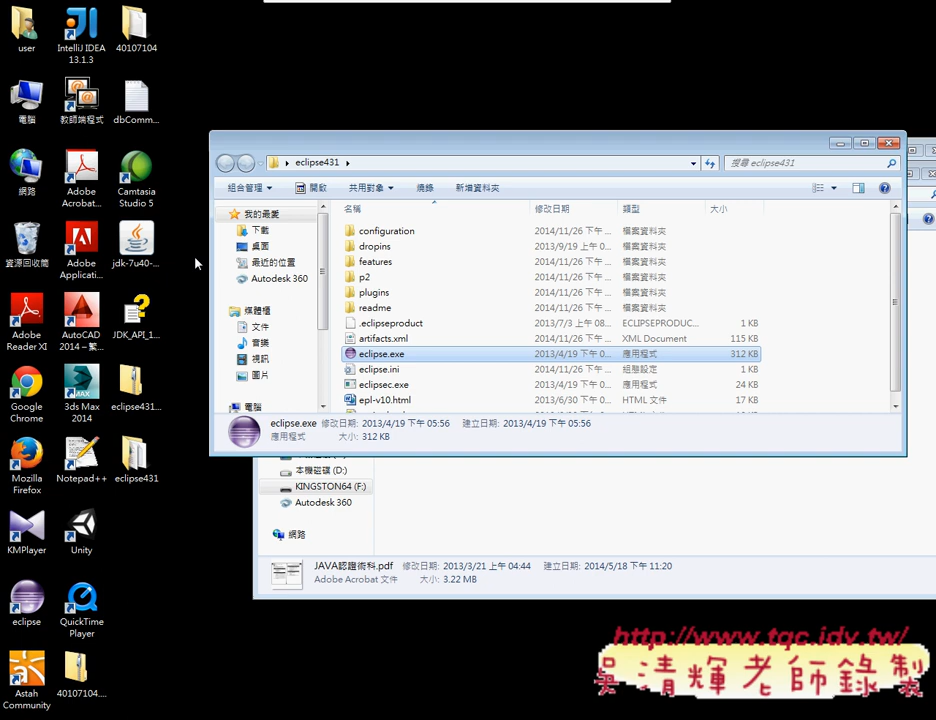 user
IntelliJ IDEA
13.1.3
40107104
電腦
教師端程式
dbComm...
網路
Adobe
Acrobat...
Camtasia
Studio 5
資源回收筒
Adobe
Applicati...
jdk-7u40-...
Adobe
Reader XI
AutoCAD
2014 – 繁...
JDK_API_1...
Google
Chrome
3ds Max
2014
eclipse431...
Mozilla
Firefox
Notepad++
eclipse431
KMPlayer
Unity
eclipse
QuickTime
Player
Astah
Community
40107104....
eclipse431
搜尋 eclipse431
組合管理
開啟
共用對象
燒錄
新增資料夾
我的最愛
下載
桌面
最近的位置
Autodesk 360
媒體櫃
文件
音樂
視訊
圖片
電腦
名稱 修改日期 類型 大小
configuration 2014/11/26 下午 ... 檔案資料夾
dropins 2013/9/19 上午 0... 檔案資料夾
features 2014/11/26 下午 ... 檔案資料夾
p2 2014/11/26 下午 ... 檔案資料夾
plugins 2014/11/26 下午 ... 檔案資料夾
readme 2014/11/26 下午 ... 檔案資料夾
.eclipseproduct 2013/7/3 上午 08... ECLIPSEPRODUC... 1 KB
artifacts.xml 2014/11/26 下午 ... XML Document 115 KB
eclipse.exe 2013/4/19 下午 0... 應用程式 312 KB
eclipse.ini 2014/11/26 下午 ... 組態設定 1 KB
eclipsec.exe 2013/4/19 下午 0... 應用程式 24 KB
epl-v10.html 2013/6/30 下午 0... HTML 文件 17 KB
eclipse.exe 修改日期: 2013/4/19 下午 05:56 建立日期: 2013/4/19 下午 05:56
應用程式 大小: 312 KB
本機磁碟 (D:)
KINGSTON64 (F:)
Autodesk 360
網路
JAVA認證術科.pdf 修改日期: 2013/3/21 上午 04:44 建立日期: 2014/5/18 下午 11:20
Adobe Acrobat 文件 大小: 3.22 MB
http://www.tqc.idv.tw/
吳清輝老師錄製